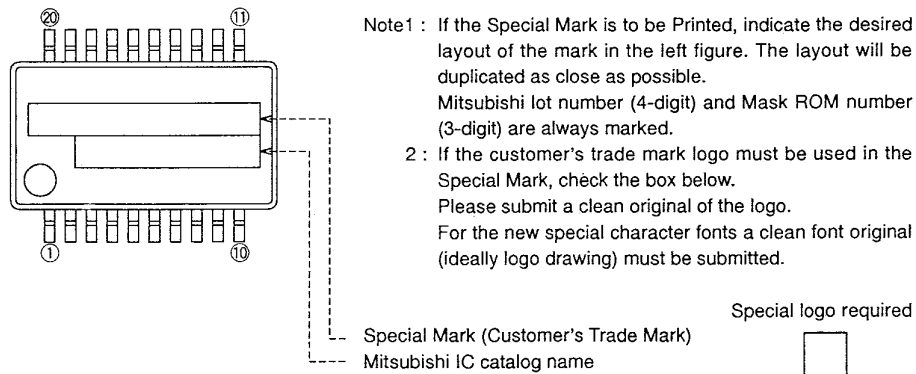 ⑳ ⑪
① ⑩
Note1 : If the Special Mark is to be Printed, indicate the desired
layout of the mark in the left figure. The layout will be
duplicated as close as possible.
Mitsubishi lot number (4-digit) and Mask ROM number
(3-digit) are always marked.
2 : If the customer's trade mark logo must be used in the
Special Mark, check the box below.
Please submit a clean original of the logo.
For the new special character fonts a clean font original
(ideally logo drawing) must be submitted.
Special logo required
Special Mark (Customer's Trade Mark)
Mitsubishi IC catalog name